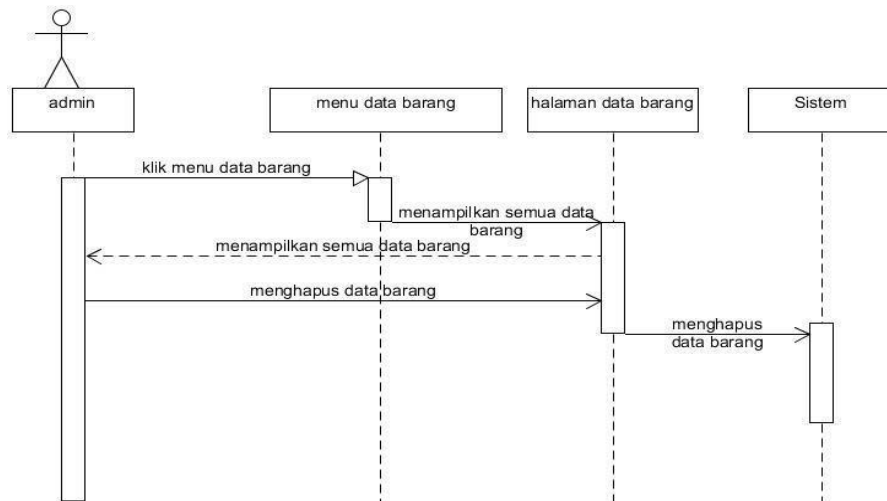 admin
menu data barang
halaman data barang
Sistem
klik menu data barang
menampilkan semua data
barang
menampilkan semua data barang
menghapus data barang
menghapus
data barang